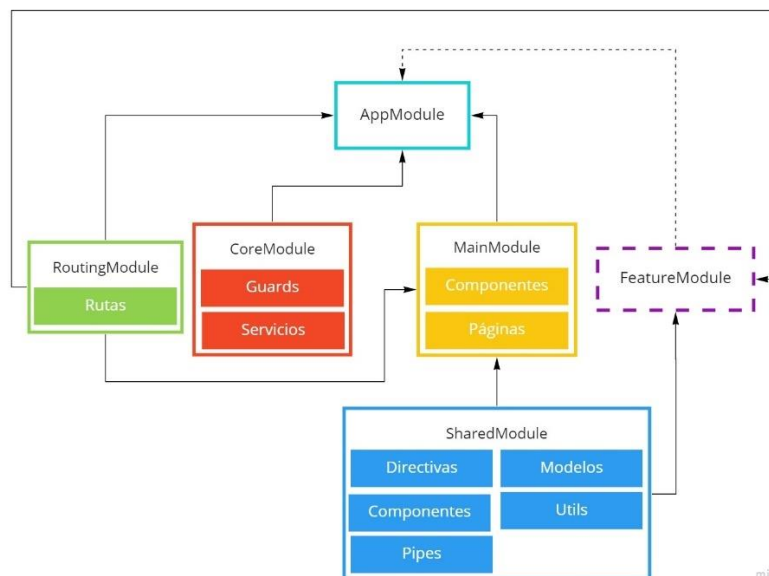 AppModule
RoutingModule
Rutas
CoreModule
Guards
Servicios
MainModule
Componentes
Páginas
FeatureModule
SharedModule
Directivas
Modelos
Componentes
Utils
Pipes